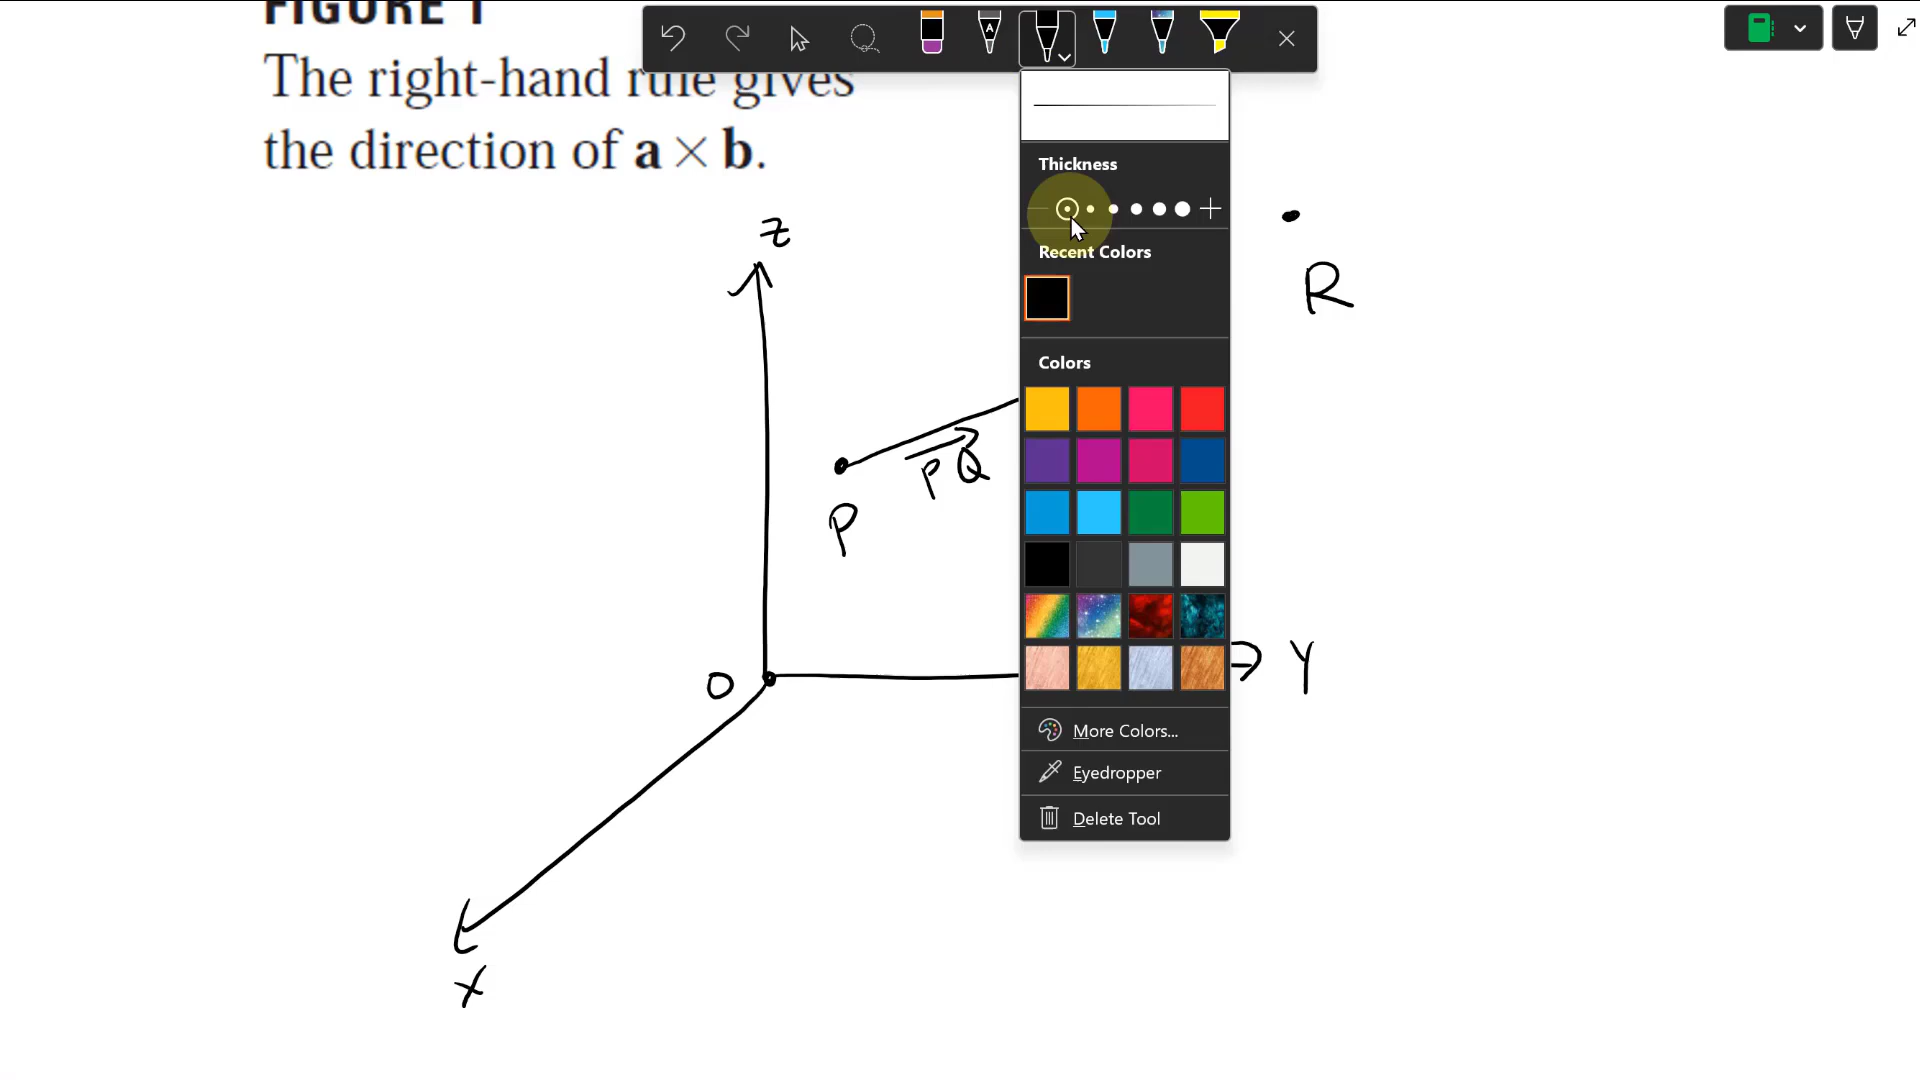 FIGURE 1
The right-hand rule gives
the direction of a × b.
A
Thickness
Recent Colors
Colors
More Colors...
Eyedropper
Delete Tool
Z
R
PQ
P
O
Y
X